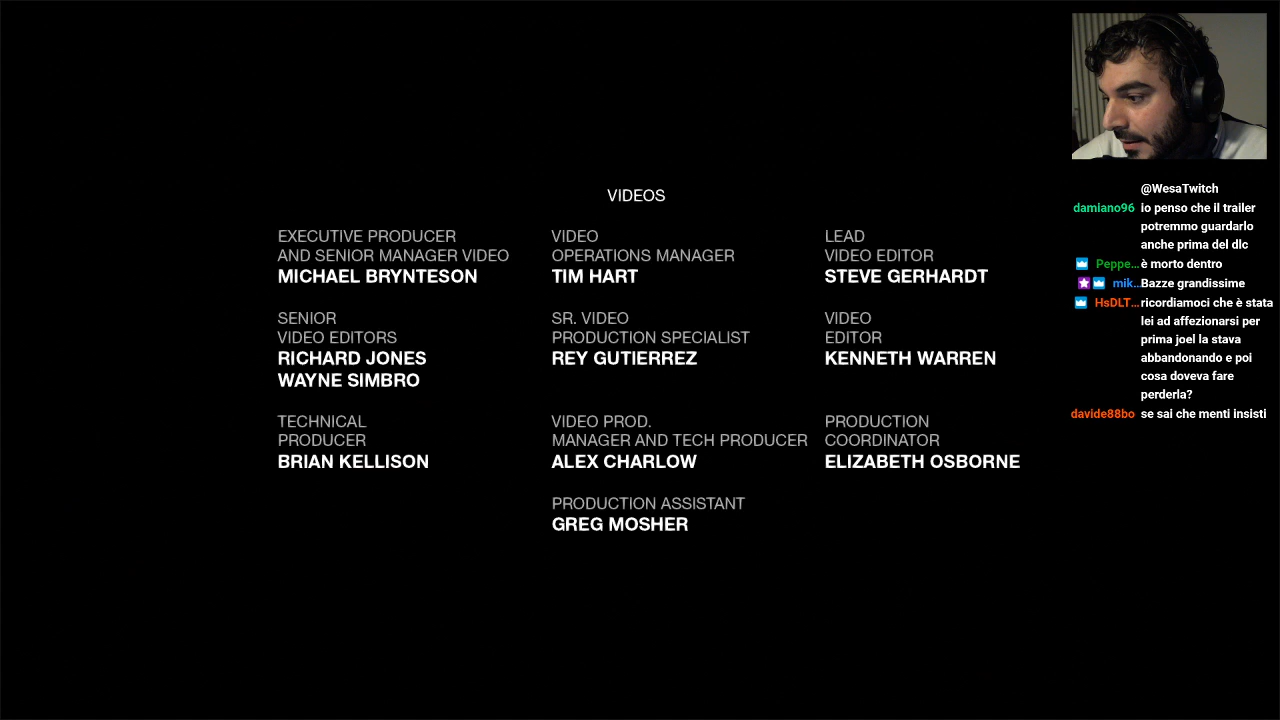 VIDEOS
EXECUTIVE PRODUCER
AND SENIOR MANAGER VIDEO
MICHAEL BRYNTESON
VIDEO
OPERATIONS MANAGER
TIM HART
LEAD
VIDEO EDITOR
STEVE GERHARDT
SENIOR
VIDEO EDITORS
RICHARD JONES
WAYNE SIMBRO
SR. VIDEO
PRODUCTION SPECIALIST
REY GUTIERREZ
VIDEO
EDITOR
KENNETH WARREN
TECHNICAL
PRODUCER
BRIAN KELLISON
VIDEO PROD.
MANAGER AND TECH PRODUCER
ALEX CHARLOW
PRODUCTION
COORDINATOR
ELIZABETH OSBORNE
PRODUCTION ASSISTANT
GREG MOSHER
@WesaTwitch
damiano96 io penso che il trailer
potremmo guardarlo
anche prima del dlc
Peppe... è morto dentro
mik... Bazze grandissime
HsDLT... ricordiamoci che è stata
lei ad affezionarsi per
prima joel la stava
abbandonando e poi
cosa doveva fare
perderla?
davide88bo se sai che menti insisti